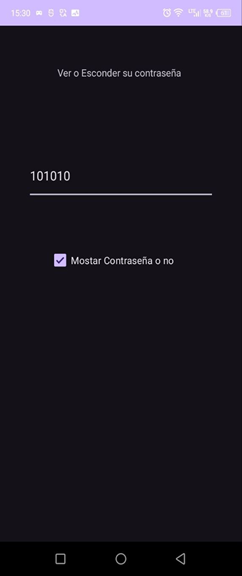 15:30
Ver o Esconder su contraseña
101010
Mostar Contraseña o no